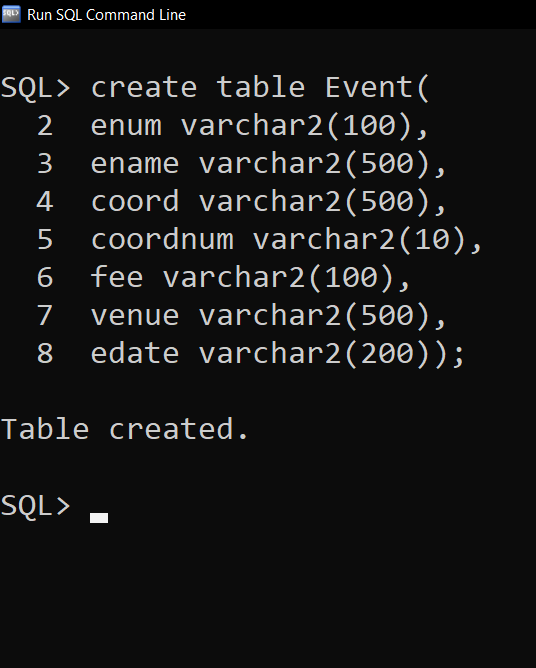 Run SQL Command Line
SQL> create table Event(
2 enum varchar2(100),
3 ename varchar2(500),
4 coord varchar2(500),
5 coordnum varchar2(10),
6 fee varchar2(100),
7 venue varchar2(500),
8 edate varchar2(200));
Table created.
SQL>